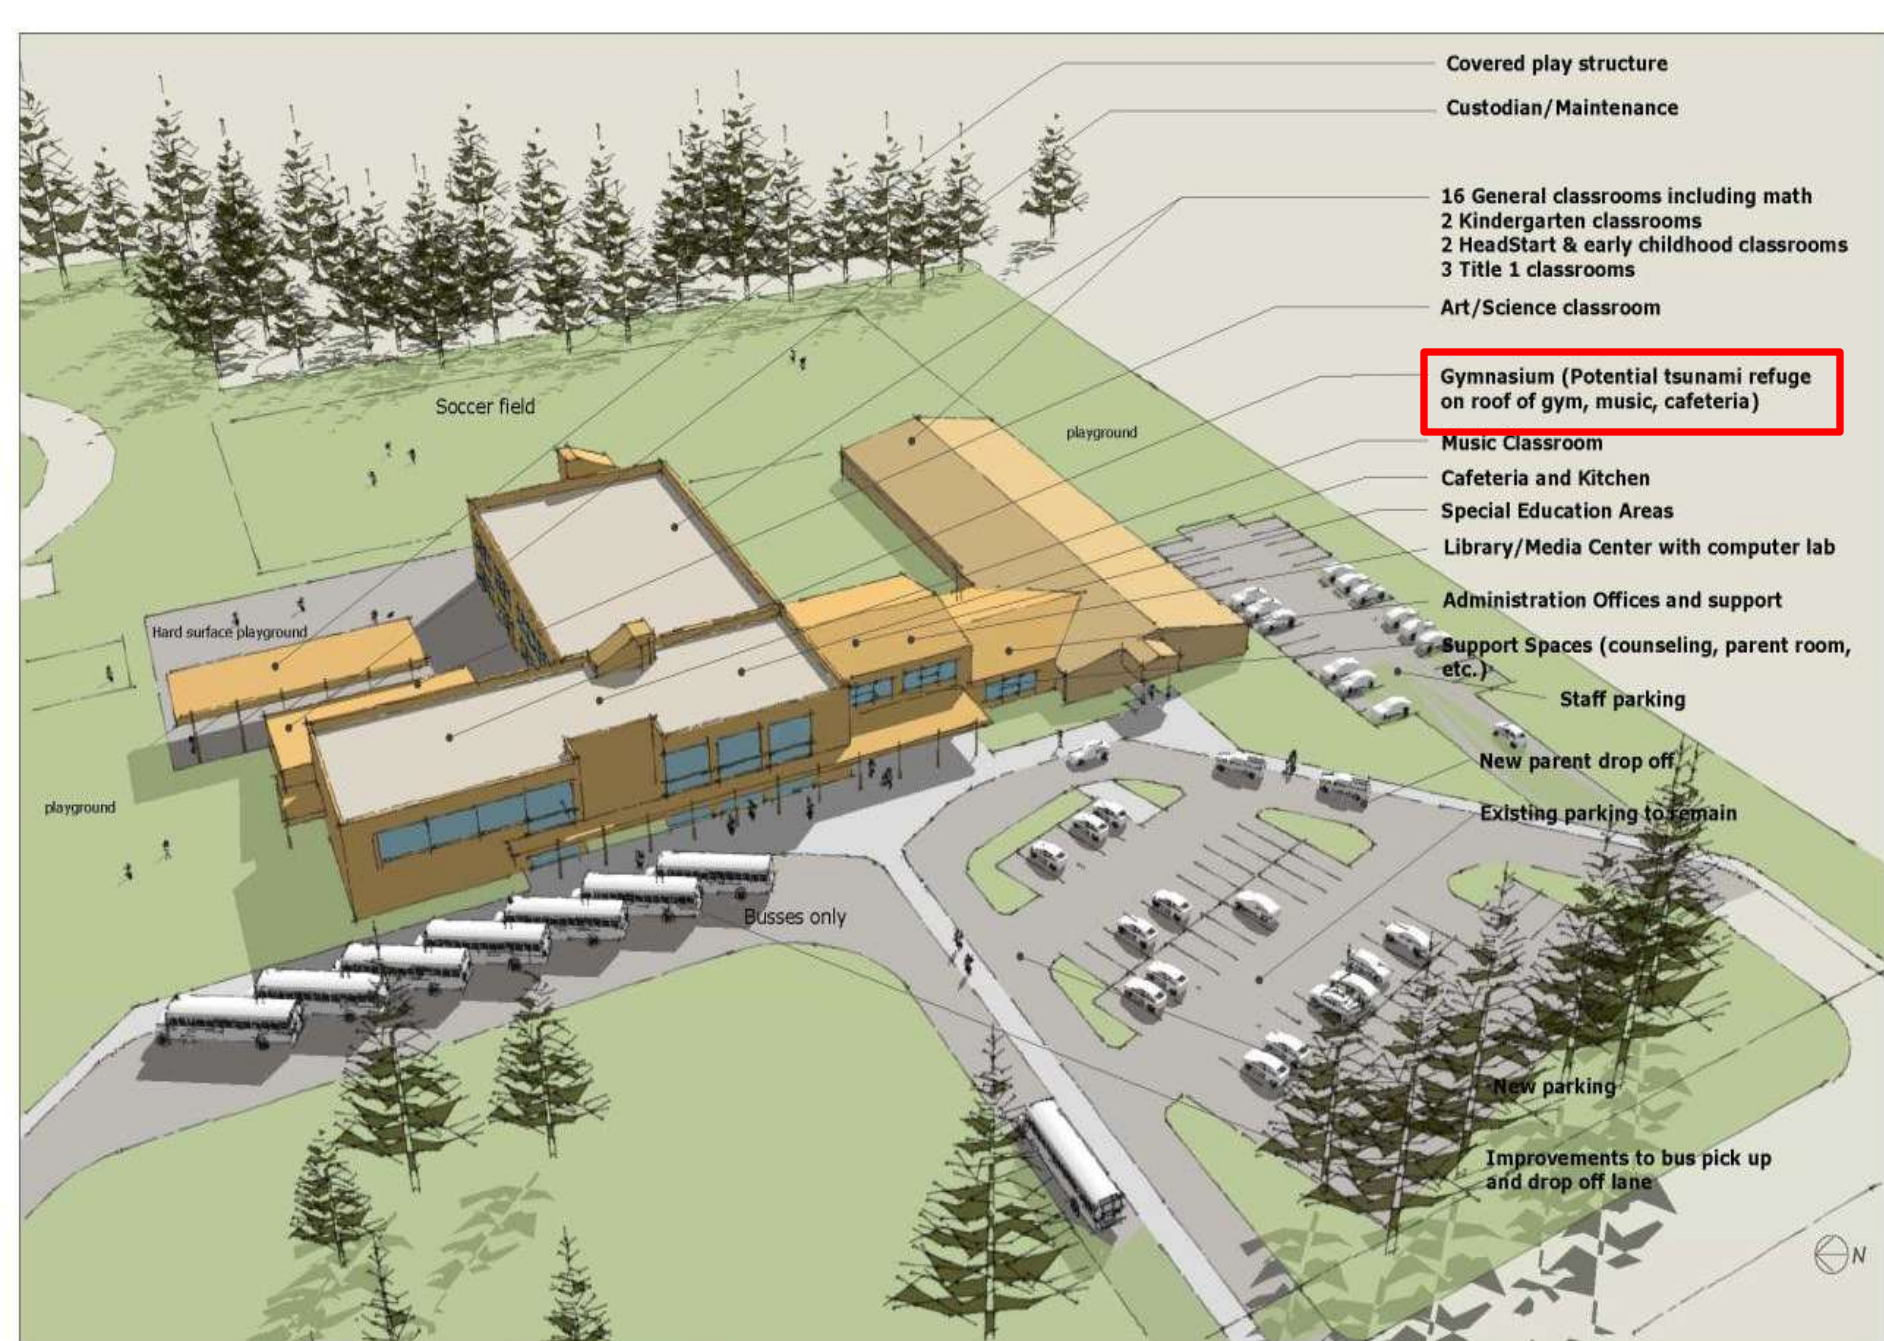 Covered play structure
Custodian/Maintenance
16 General classrooms including math
2 Kindergarten classrooms
2 HeadStart & early childhood classrooms
3 Title 1 classrooms
Art/Science classroom
Gymnasium (Potential tsunami refuge
on roof of gym, music, cafeteria)
Music Classroom
Cafeteria and Kitchen
Special Education Areas
Library/Media Center with computer lab
Administration Offices and support
Support Spaces (counseling, parent room,
etc.)
Staff parking
New parent drop off
Existing parking to remain
New parking
Improvements to bus pick up
and drop off lane
Soccer field
playground
Hard surface playground
playground
Busses only
N